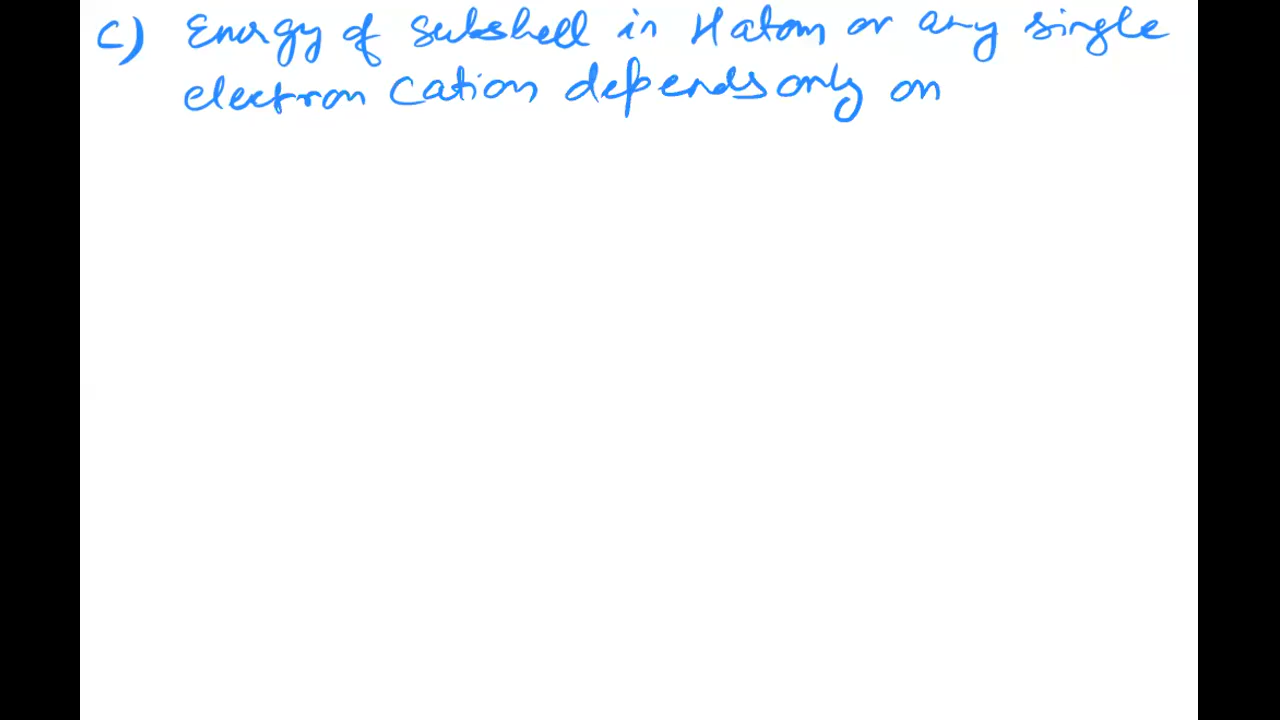 c) Energy of subshell in H atom or any single
electron cation depends only on